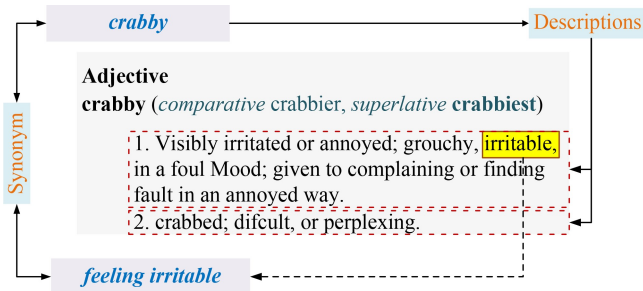 crabby
Descriptions
Synonym
Adjective
crabby (comparative crabbier, superlative crabbiest)
1. Visibly irritated or annoyed; grouchy, irritable,
in a foul Mood; given to complaining or finding
fault in an annoyed way.
2. crabbed; difcult, or perplexing.
feeling irritable